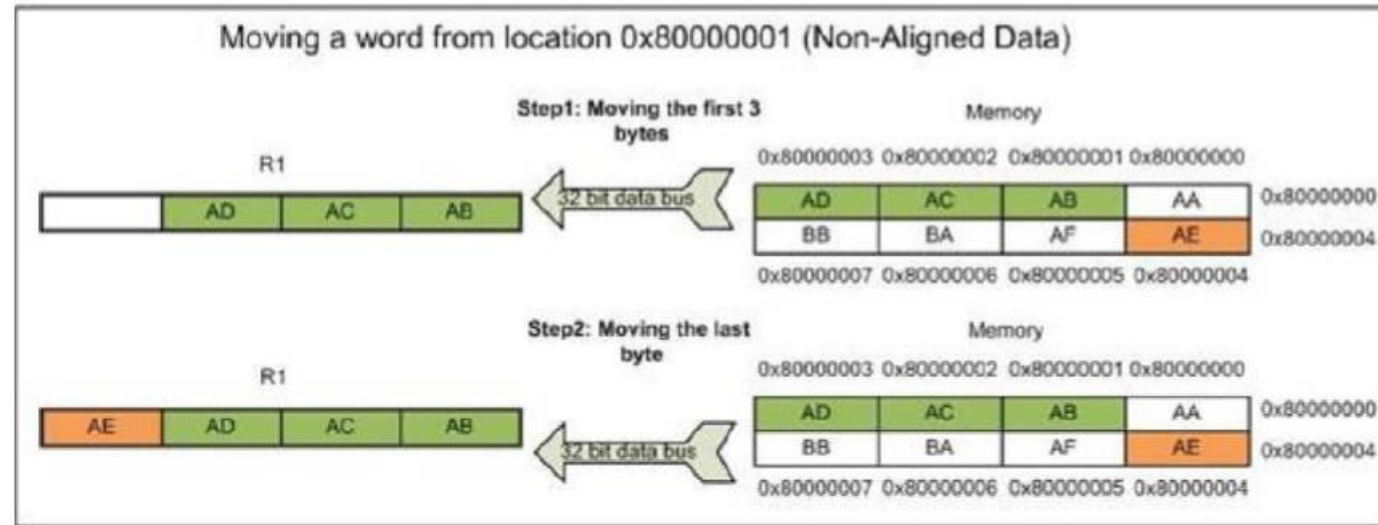 Moving a word from location 0x80000001 (Non-Aligned Data)
Step1: Moving the first 3
bytes
Memory
R1
0x80000003 0x80000002 0x80000001 0x80000000
32 bit data bus
AD AC AB
AD AC AB AA 0x80000000
BB BA AF AE 0x80000004
0x80000007 0x80000006 0x80000005 0x80000004
Step2: Moving the last
byte
Memory
R1
0x80000003 0x80000002 0x80000001 0x80000000
AE AD AC AB
AD AC AB AA 0x80000000
32 bit data bus
BB BA AF AE 0x80000004
0x80000007 0x80000006 0x80000005 0x80000004